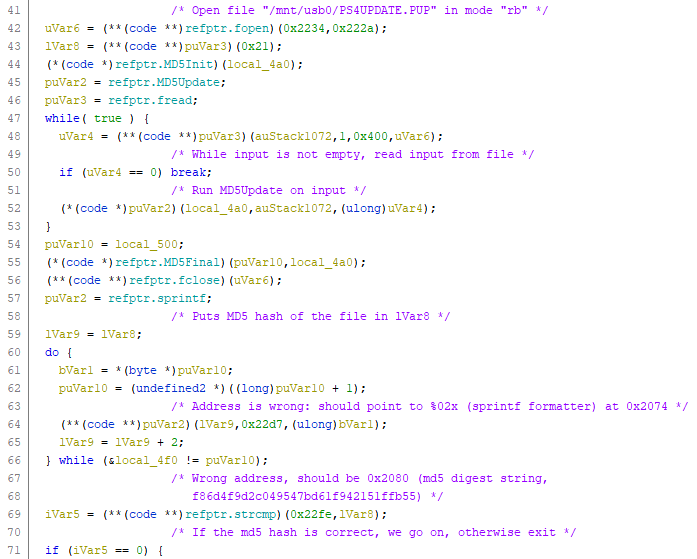 41 /* Open file "/mnt/usb0/PS4UPDATE.PUP" in mode "rb" */
42 uVar6 = (**(code **)refptr.fopen)(0x2234,0x222a);
43 lVar8 = (**(code **)puVar3)(0x21);
44 (*(code *)refptr.MD5Init)(local_4a0);
45 puVar2 = refptr.MD5Update;
46 puVar3 = refptr.fread;
47 while( true ) {
48 uVar4 = (**(code **)puVar3)(auStack1072,1,0x400,uVar6);
49 /* While input is not empty, read input from file */
50 if (uVar4 == 0) break;
51 /* Run MD5Update on input */
52 (*(code *)puVar2)(local_4a0,auStack1072,(ulong)uVar4);
53 }
54 puVar10 = local_500;
55 (*(code *)refptr.MD5Final)(puVar10,local_4a0);
56 (**(code **)refptr.fclose)(uVar6);
57 puVar2 = refptr.sprintf;
58 /* Puts MD5 hash of the file in lVar8 */
59 lVar9 = lVar8;
60 do {
61 bVar1 = *(byte *)puVar10;
62 puVar10 = (undefined2 *)((long)puVar10 + 1);
63 /* Address is wrong: should point to %02x (sprintf formatter) at 0x2074 */
64 (**(code **)puVar2)(lVar9,0x22d7,(ulong)bVar1);
65 lVar9 = lVar9 + 2;
66 } while (&local_4f0 != puVar10);
67 /* Wrong address, should be 0x2080 (md5 digest string,
68 f86d4f9d2c049547bd61f942151ffb55) */
69 iVar5 = (**(code **)refptr.strcmp)(0x22fe,lVar8);
70 /* If the md5 hash is correct, we go on, otherwise exit */
71 if (iVar5 == 0) {